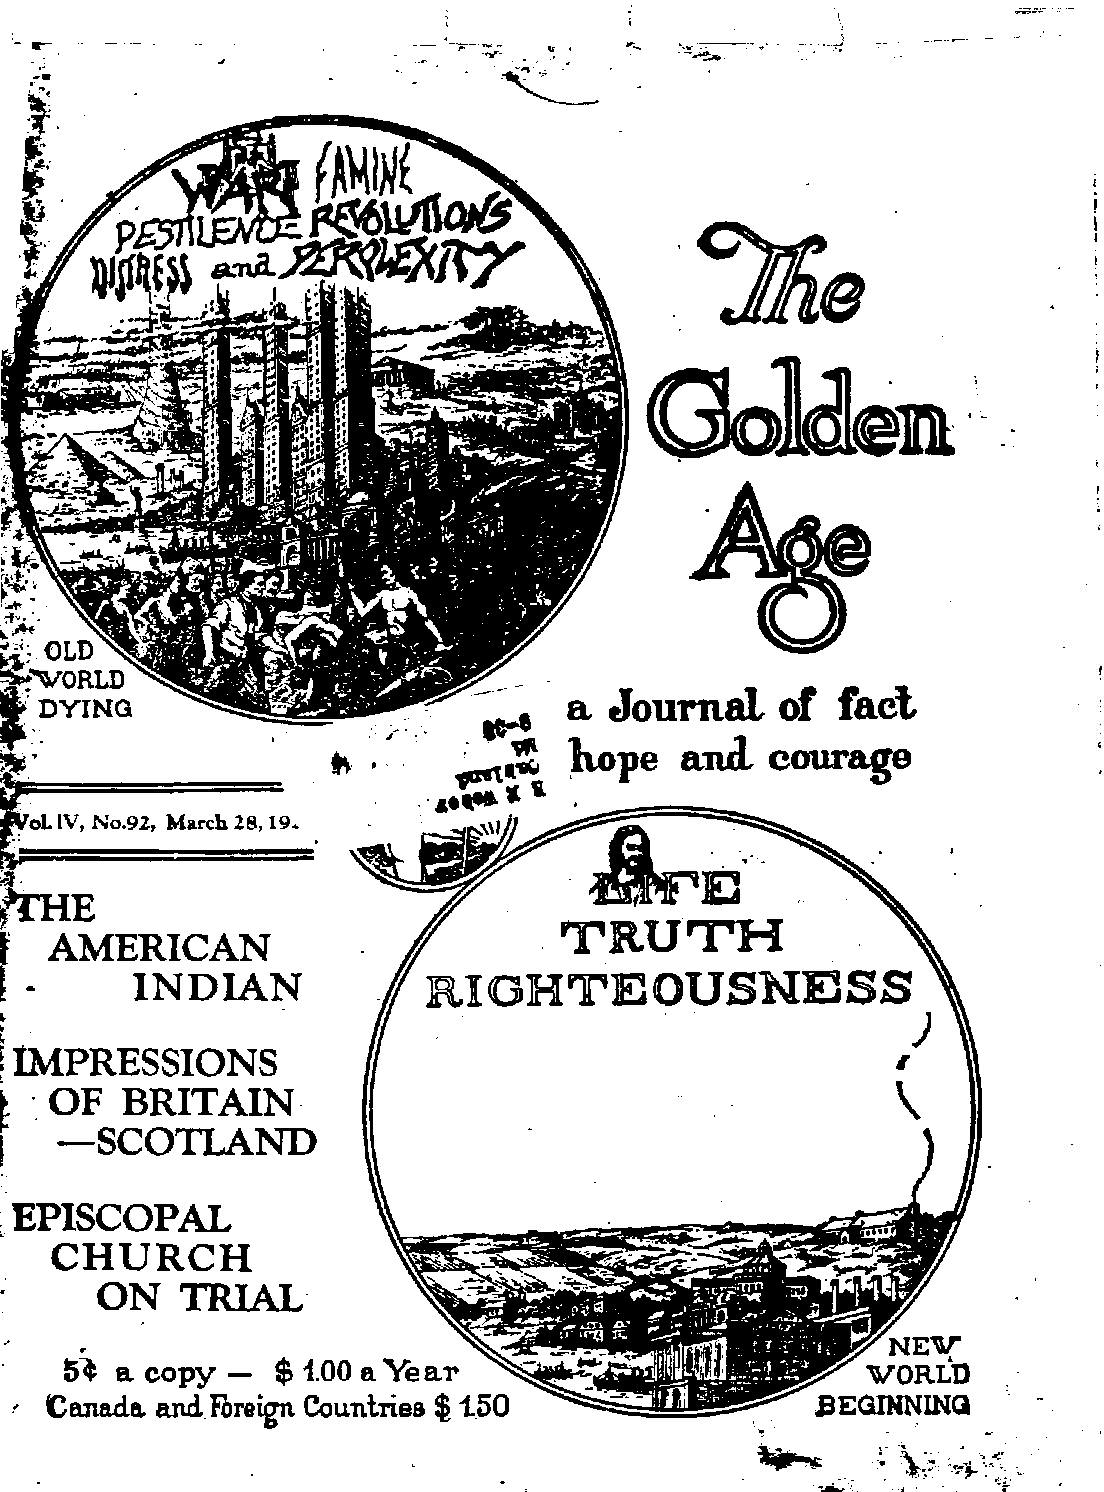 WAR FAMINE
PESTILENCE REVOLUTIONS
DISTRESS and PERPLEXITY
The
Golden
Age
OLD
WORLD
DYING
a Journal of fact
hope and courage
Vol. IV, No. 92, March 28, 19
THE
AMERICAN
INDIAN
IMPRESSIONS
OF BRITAIN
—SCOTLAND
EPISCOPAL
CHURCH
ON TRIAL
5¢ a copy — $ 1.00 a Year
Canada and Foreign Countries $ 1.50
LIFE
TRUTH
RIGHTEOUSNESS
NEW
WORLD
BEGINNING